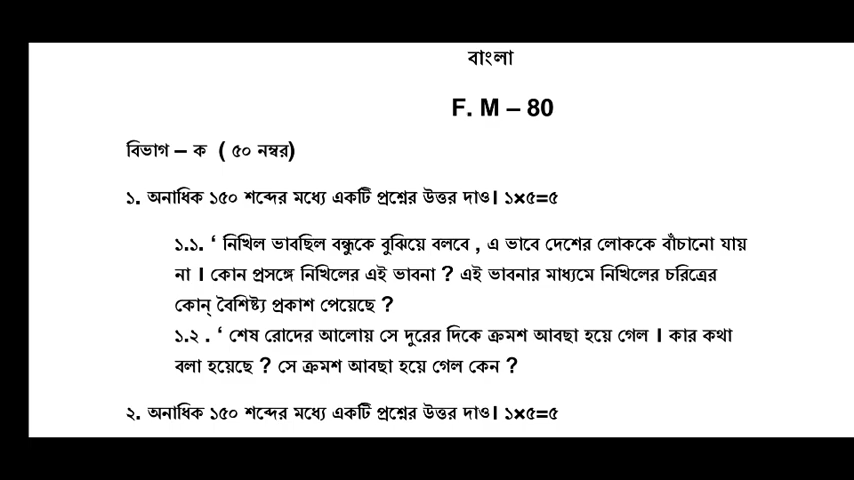 বাংলা
F. M – 80
বিভাগ – ক ( ৫০ নম্বর)
১. অনাধিক ১৫০ শব্দের মধ্যে একটি প্রশ্নের উত্তর দাও। ১×৫=৫
১.১. ‘ নিখিল ভাবছিল বন্ধুকে বুঝিয়ে বলবে , এ ভাবে দেশের লোককে বাঁচানো যায়
না । কোন প্রসঙ্গে নিখিলের এই ভাবনা ? এই ভাবনার মাধ্যমে নিখিলের চরিত্রের
কোন্ বৈশিষ্ট্য প্রকাশ পেয়েছে ?
১.২ . ‘ শেষ রোদের আলোয় সে দুরের দিকে ক্রমশ আবছা হয়ে গেল । কার কথা
বলা হয়েছে ? সে ক্রমশ আবছা হয়ে গেল কেন ?
২. অনাধিক ১৫০ শব্দের মধ্যে একটি প্রশ্নের উত্তর দাও। ১×৫=৫